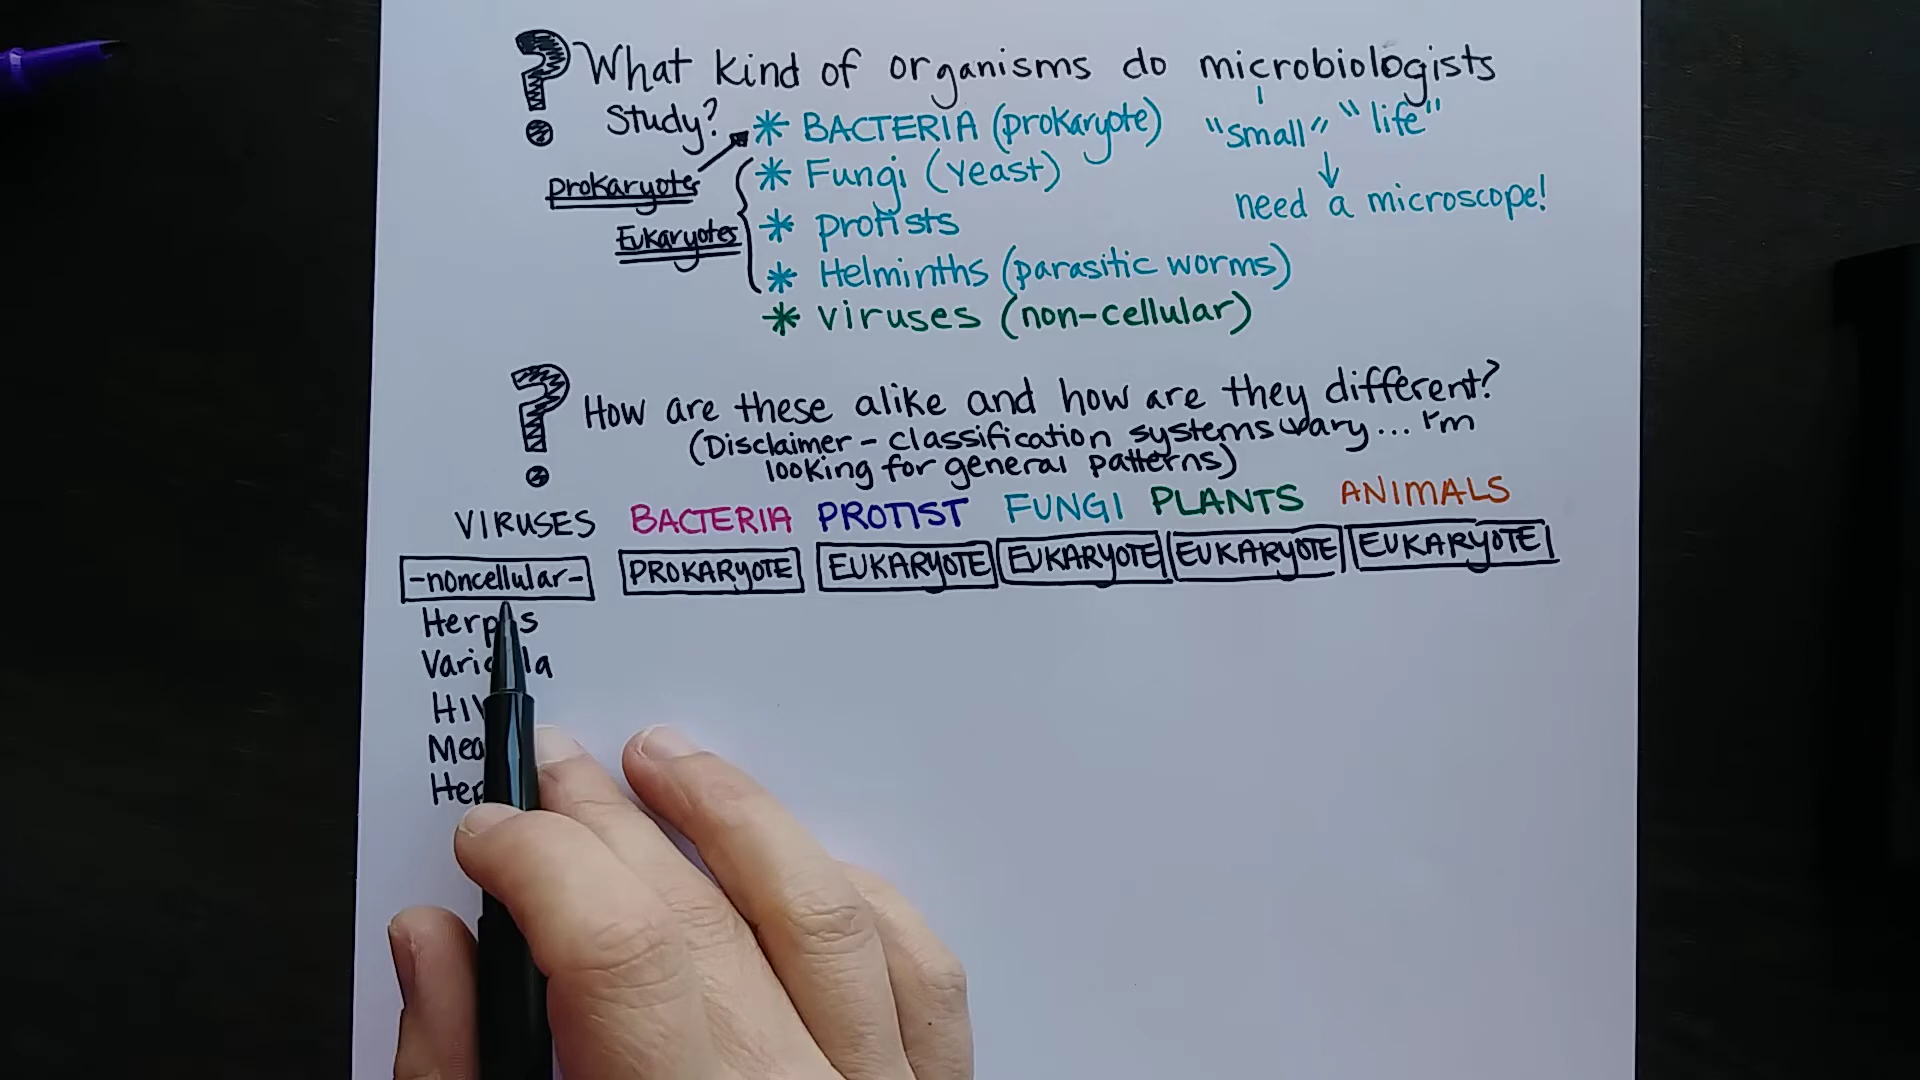 ? What kind of organisms do microbiologists
Study? * BACTERIA (prokaryote) "small" "life"
Prokaryotes * Fungi (yeast) need a microscope!
Eukaryotes * protists
* Helminths (parasitic worms)
* viruses (non-cellular)
? How are these alike and how are they different?
(Disclaimer - classification systems vary... I'm
looking for general patterns)
VIRUSES BACTERIA PROTIST FUNGI PLANTS ANIMALS
-noncellular- PROKARYOTE EUKARYOTE EUKARYOTE EUKARYOTE EUKARYOTE